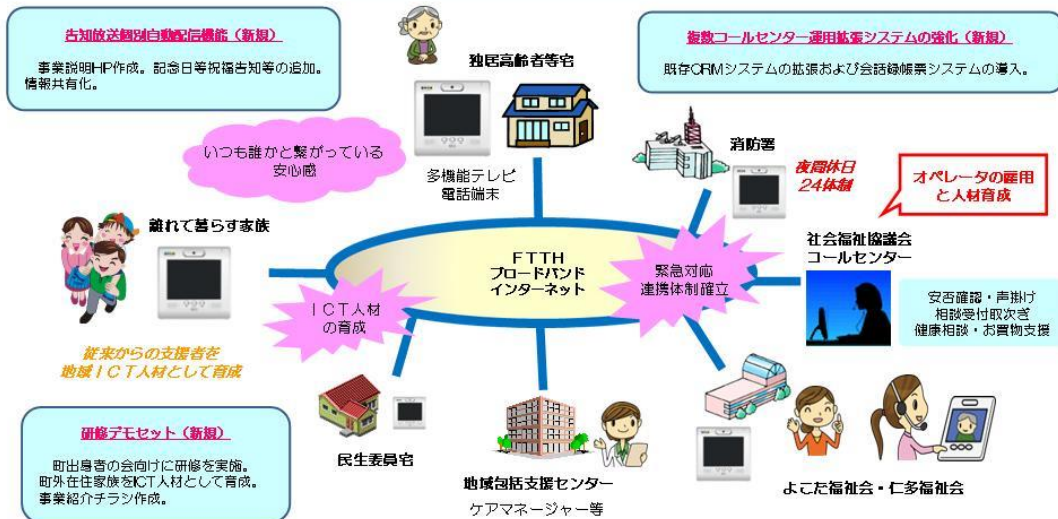 告知放送個別自動配信機能（新規）
事業説明HP作成。記念日等祝福告知等の追加。
情報共有化。
独居高齢者等宅
複数コールセンター運用拡張システムの強化（新規）
既存CRMシステムの拡張および会話録帳票システムの導入。
いつも誰かと繋がっている
安心感
多機能テレビ
電話端末
消防署
夜間休日
24体制
オペレータの雇用
と人材育成
離れて暮らす家族
FTTH
ブロードバンド
インターネット
緊急対応
連携体制確立
社会福祉協議会
コールセンター
安否確認・声掛け
相談受付取次ぎ
健康相談・お買物支援
ICT人材
の育成
従来からの支援者を
地域ICT人材として育成
研修デモセット（新規）
町出身者の会向けに研修を実施。
町外在住家族をICT人材として育成。
事業紹介チラシ作成。
民生委員宅
地域包括支援センター
ケアマネージャー等
よこた福祉会・仁多福祉会